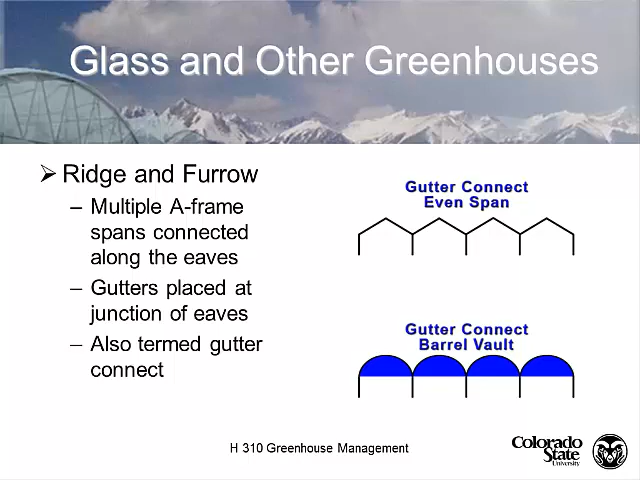 Glass and Other Greenhouses
➢ Ridge and Furrow
– Multiple A-frame
spans connected
along the eaves
– Gutters placed at
junction of eaves
– Also termed gutter
connect
Gutter Connect
Even Span
Gutter Connect
Barrel Vault
H 310 Greenhouse Management
Colorado
State
University